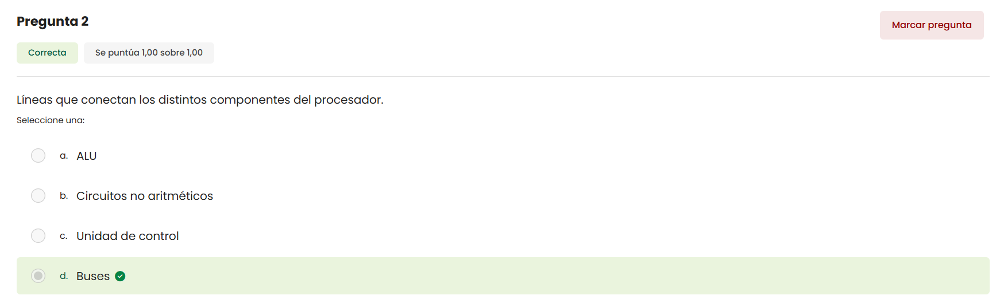 Pregunta 2
Marcar pregunta
Correcta
Se puntúa 1,00 sobre 1,00
Líneas que conectan los distintos componentes del procesador.
Seleccione una:
a. ALU
b. Circuitos no aritméticos
c. Unidad de control
d. Buses